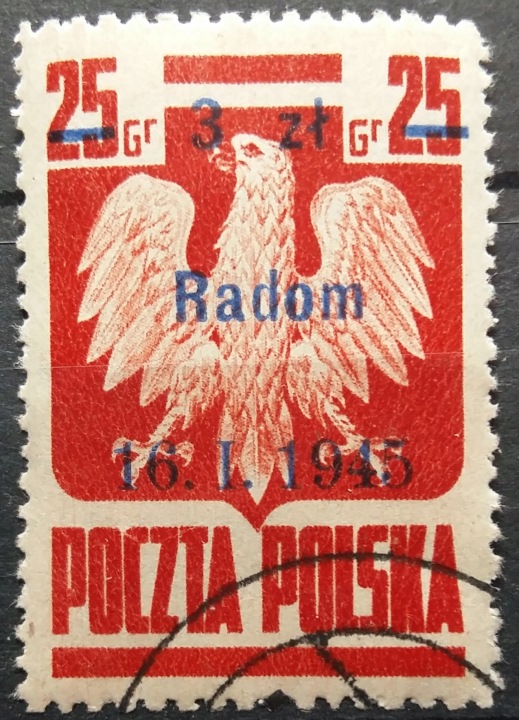 25 Gr 3 zł Gr 25
Radom
16. I. 1945
POCZTA POLSKA